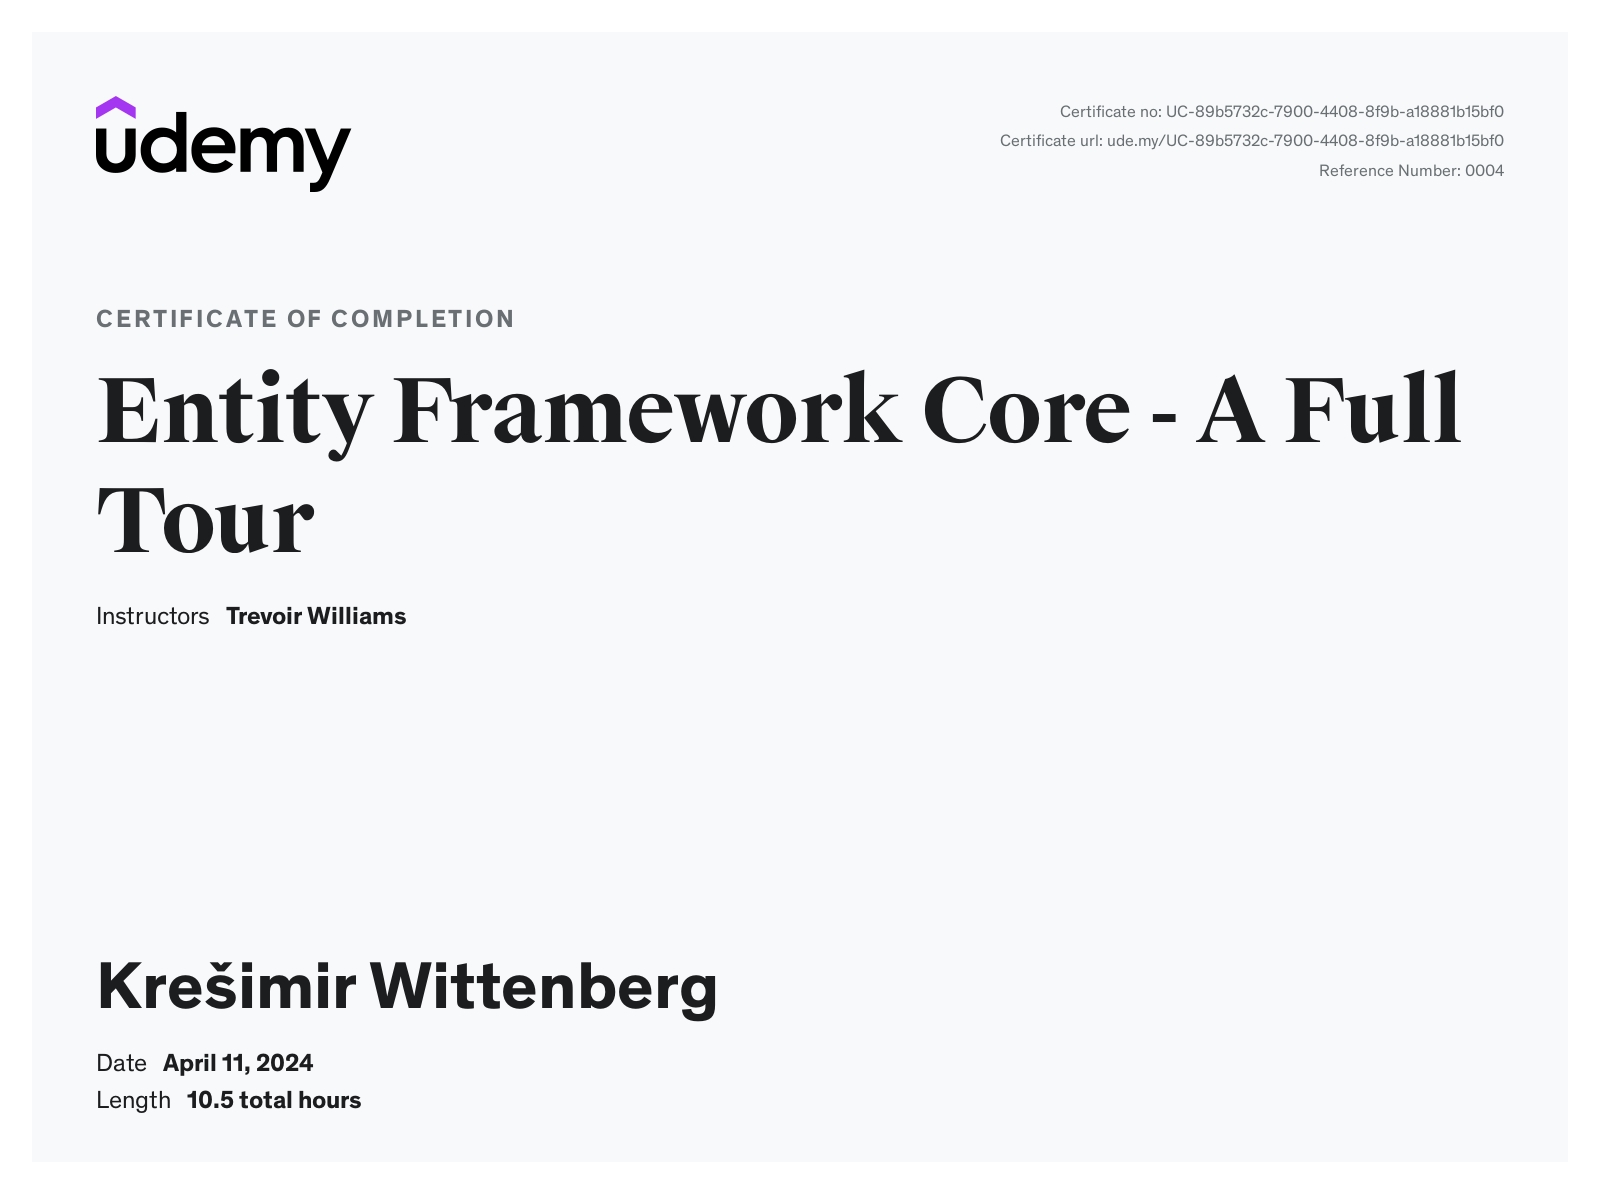 udemy
Certificate no: UC-89b5732c-7900-4408-8f9b-a18881b15bf0
Certificate url: ude.my/UC-89b5732c-7900-4408-8f9b-a18881b15bf0
Reference Number: 0004
CERTIFICATE OF COMPLETION
Entity Framework Core - A Full
Tour
Instructors Trevoir Williams
Krešimir Wittenberg
Date April 11, 2024
Length 10.5 total hours